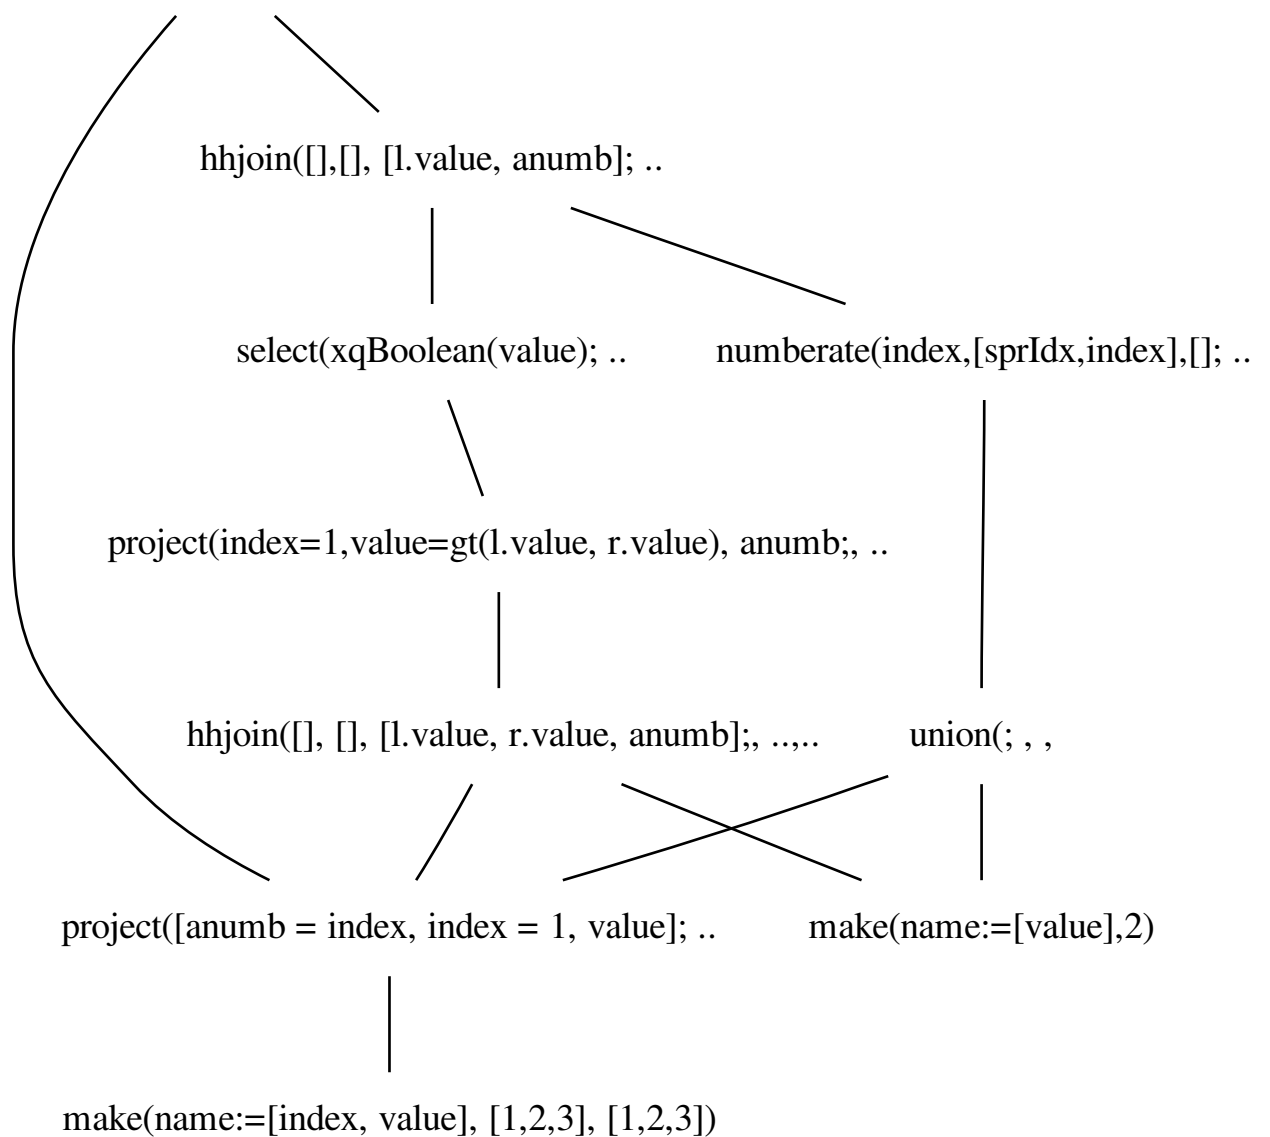 hhjoin([],[], [l.value, anumb]; ..
select(xqBoolean(value); ..
numberate(index,[sprIdx,index],[]; ..
project(index=1,value=gt(l.value, r.value), anumb;, ..
hhjoin([], [], [l.value, r.value, anumb];, ..,..
union(; , ,
project([anumb = index, index = 1, value]; ..
make(name:=[value],2)
make(name:=[index, value], [1,2,3], [1,2,3])